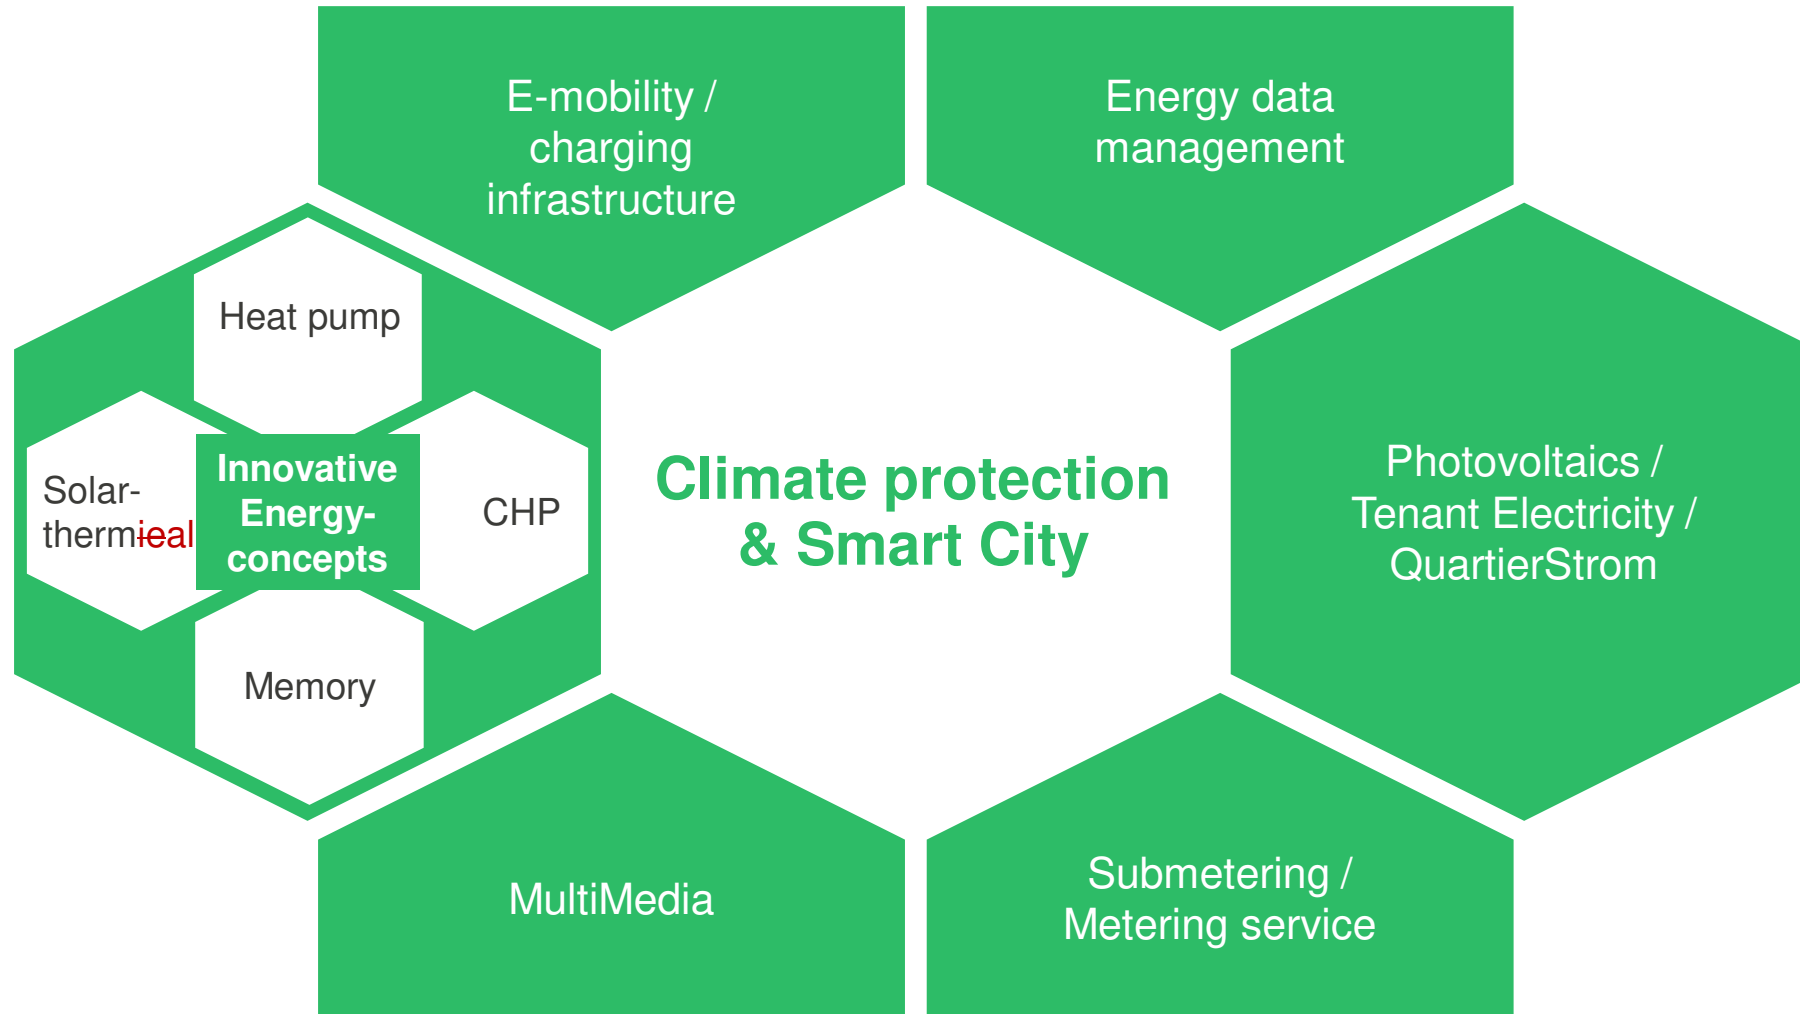 E-mobility /
charging
infrastructure
Energy data
management
Heat pump
Solar-
thermieal
Innovative
Energy-
concepts
CHP
Memory
Climate protection
& Smart City
Photovoltaics /
Tenant Electricity /
QuartierStrom
MultiMedia
Submetering /
Metering service